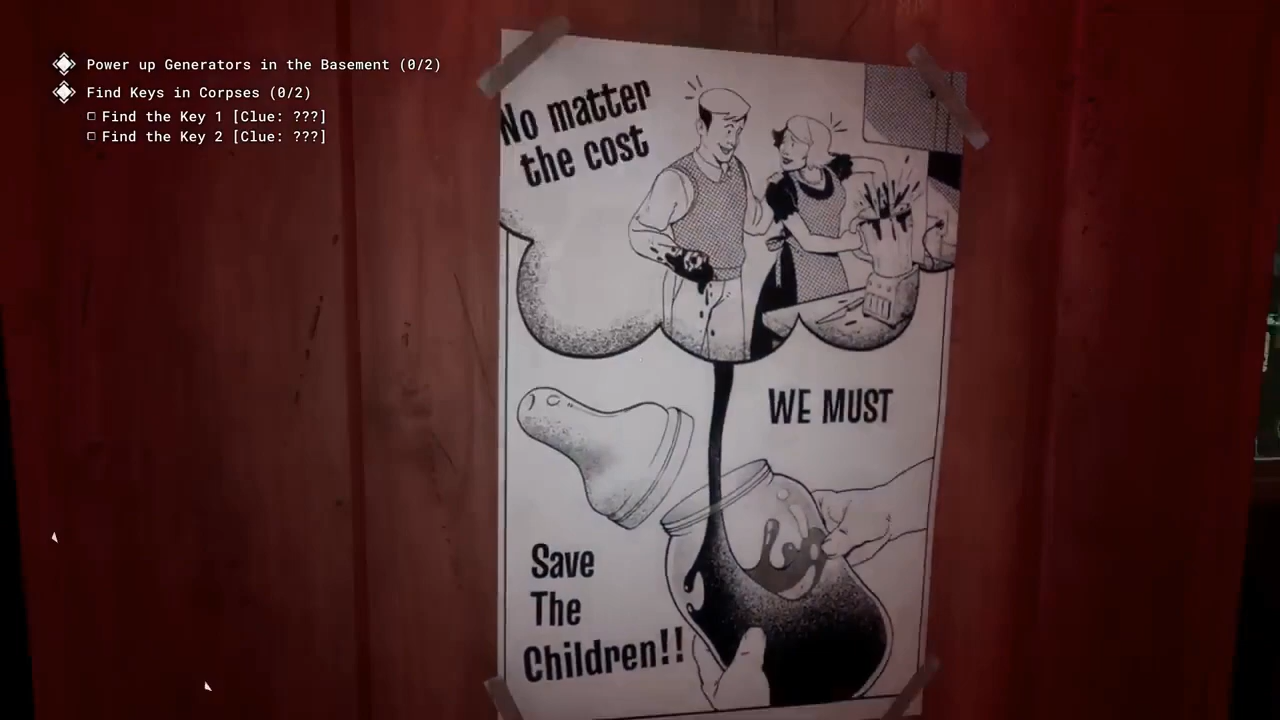 Power up Generators in the Basement (0/2)
Find Keys in Corpses (0/2)
Find the Key 1 [Clue: ???]
Find the Key 2 [Clue: ???]
No matter
the cost
WE MUST
Save
The
Children!!